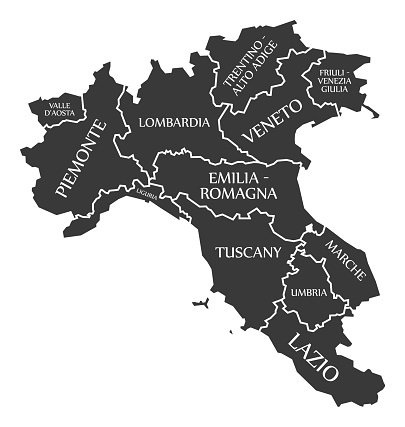 TRENTINO -
ALTO ADIGE
FRIULI -
VENEZIA
GIULIA
VALLE
D'AOSTA
LOMBARDIA
VENETO
PIEMONTE
EMILIA -
ROMAGNA
LIGURIA
TUSCANY
MARCHE
UMBRIA
LAZIO